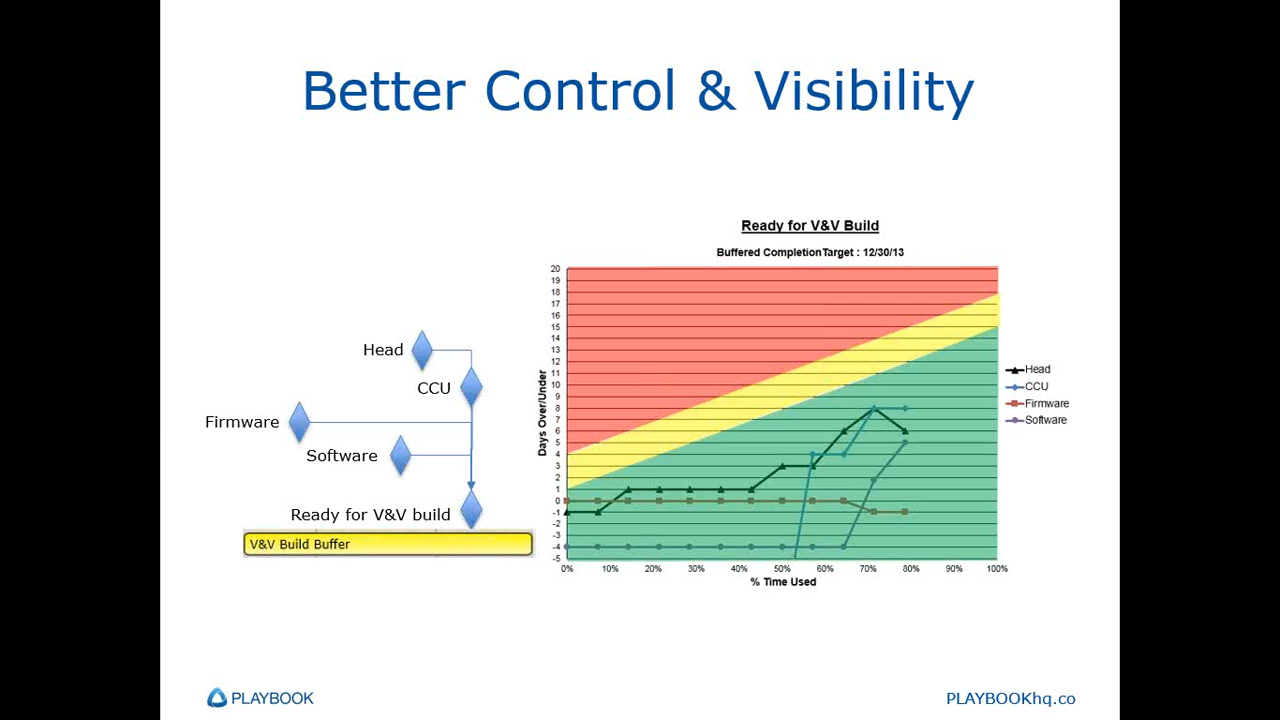 Better Control & Visibility
Head
CCU
Firmware
Software
Ready for V&V build
V&V Build Buffer
Ready for V&V Build
Buffered CompletionTarget : 12/30/13
Days Over/Under
20
19
18
17
16
15
14
13
12
11
10
9
8
7
6
5
4
3
2
1
0
-1
-2
-3
-4
-5
0% 10% 20% 30% 40% 50% 60% 70% 80% 90% 100%
% Time Used
Head
CCU
Firmware
Software
PLAYBOOK
PLAYBOOKhq.co